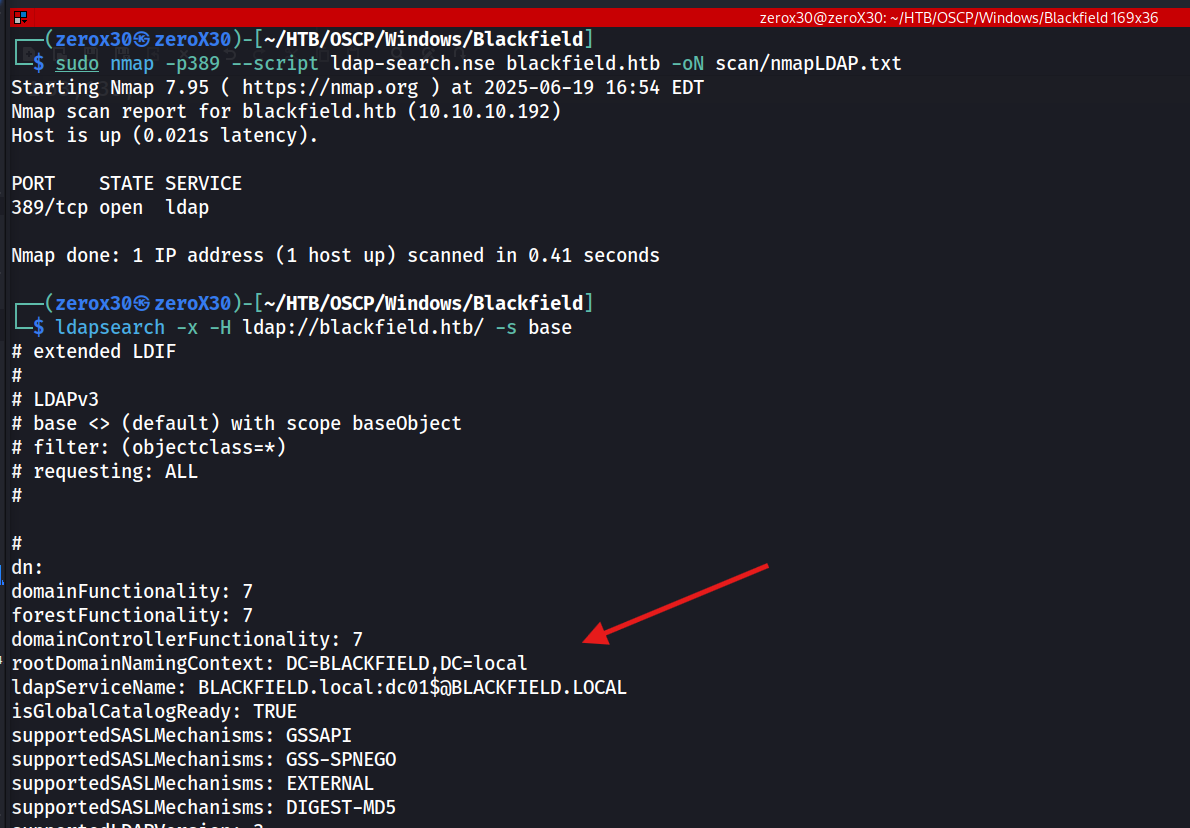 zerox30@zeroX30: ~/HTB/OSCP/Windows/Blackfield 169x36
┌──(zerox30㉿zeroX30)-[~/HTB/OSCP/Windows/Blackfield]
└─$ sudo nmap -p389 --script ldap-search.nse blackfield.htb -oN scan/nmapLDAP.txt
Starting Nmap 7.95 ( https://nmap.org ) at 2025-06-19 16:54 EDT
Nmap scan report for blackfield.htb (10.10.10.192)
Host is up (0.021s latency).
PORT    STATE SERVICE
389/tcp open  ldap
Nmap done: 1 IP address (1 host up) scanned in 0.41 seconds
┌──(zerox30㉿zeroX30)-[~/HTB/OSCP/Windows/Blackfield]
└─$ ldapsearch -x -H ldap://blackfield.htb/ -s base
# extended LDIF
#
# LDAPv3
# base <> (default) with scope baseObject
# filter: (objectclass=*)
# requesting: ALL
#
#
dn:
domainFunctionality: 7
forestFunctionality: 7
domainControllerFunctionality: 7
rootDomainNamingContext: DC=BLACKFIELD,DC=local
ldapServiceName: BLACKFIELD.local:dc01$@BLACKFIELD.LOCAL
isGlobalCatalogReady: TRUE
supportedSASLMechanisms: GSSAPI
supportedSASLMechanisms: GSS-SPNEGO
supportedSASLMechanisms: EXTERNAL
supportedSASLMechanisms: DIGEST-MD5